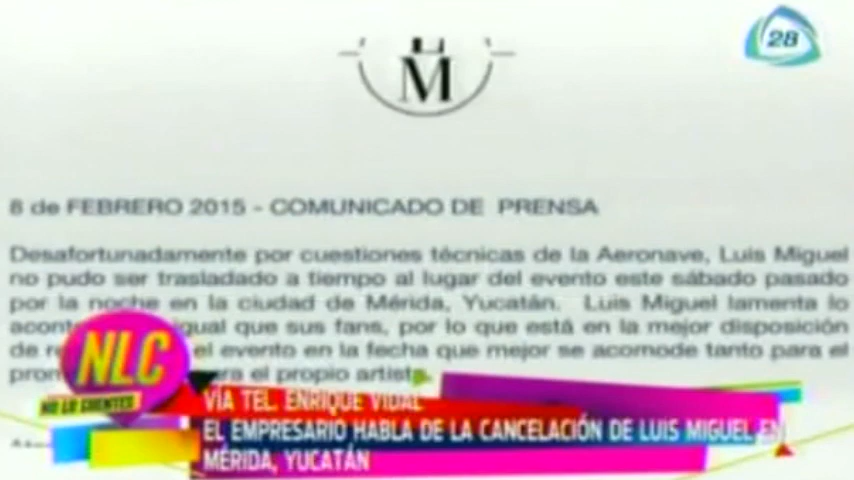 28
LM
8 de FEBRERO 2015 - COMUNICADO DE PRENSA
Desafortunadamente por cuestiones técnicas de la Aeronave, Luis Miguel
no pudo ser trasladado a tiempo al lugar del evento este sábado pasado
por la noche en la ciudad de Mérida, Yucatán. Luis Miguel lamenta lo
igual que sus fans, por lo que está en la mejor disposición
de el evento en la fecha que mejor se acomode tanto para el
el propio artista.
NLC
NO LO CUENTES
VÍA TEL. ENRIQUE VIDAL
EL EMPRESARIO HABLA DE LA CANCELACIÓN DE LUIS MIGUEL EN
MÉRIDA, YUCATÁN